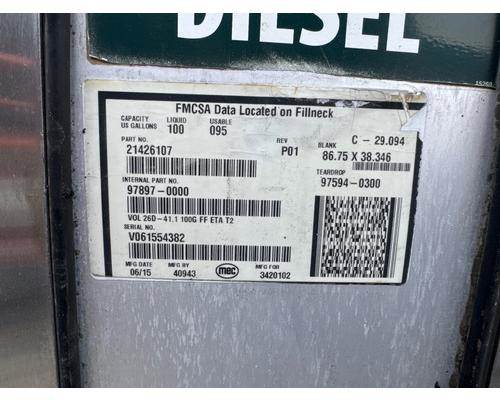 DIESEL
15268
FMCSA Data Located on Fillneck
CAPACITY LIQUID USABLE
US GALLONS 100 095
C - 29.094
PART NO. REV BLANK
21426107 P01 86.75 X 38.346
INTERNAL PART NO. TEARDROP
97897-0000 97594-0300
VOL 26D-41.1 100G FF ETA T2
SERIAL NO.
V061554382
MFG DATE MFG BY mec MFG FOR
06/15 40943 3420102